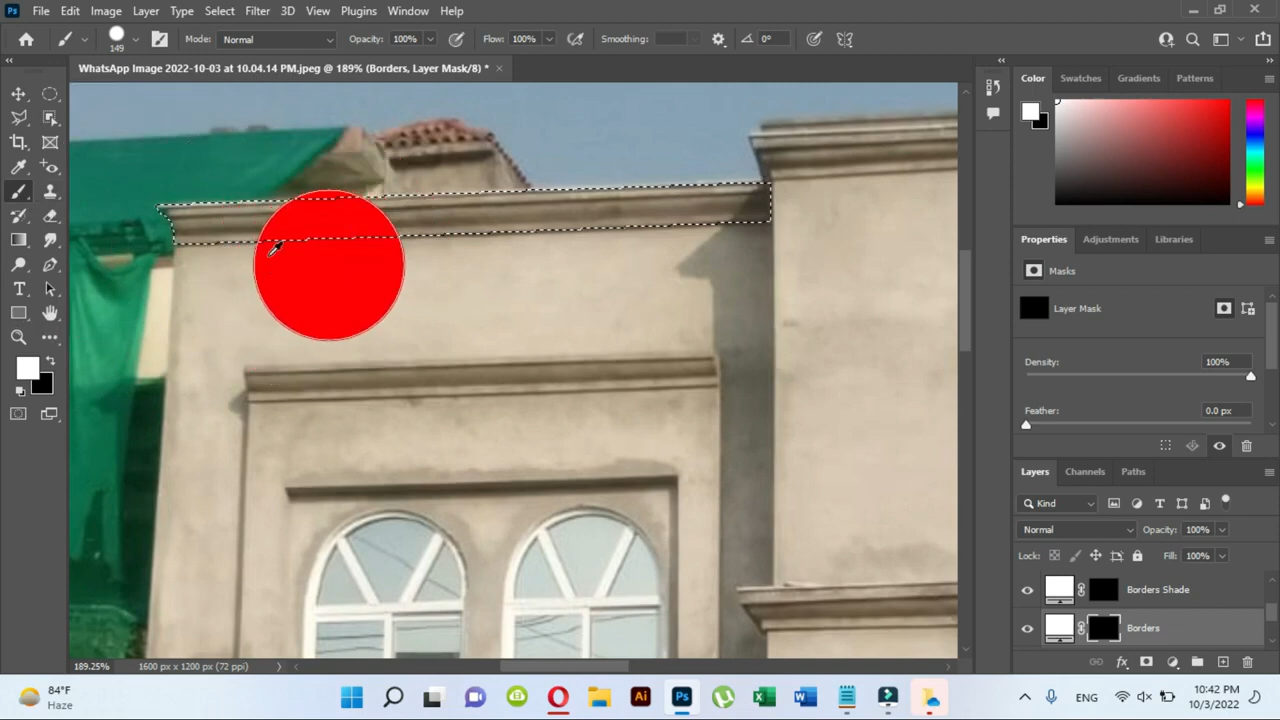 Ps File Edit Image Layer Type Select Filter 3D View Plugins Window Help
149 Mode: Normal Opacity: 100% Flow: 100% Smoothing: 0°
WhatsApp Image 2022-10-03 at 10.04.14 PM.jpeg @ 189% (Borders, Layer Mask/8) * ×
Color Swatches Gradients Patterns
Properties Adjustments Libraries
Masks
Layer Mask
Density: 100%
Feather: 0.0 px
Layers Channels Paths
Kind
Normal Opacity: 100%
Lock: Fill: 100%
Borders Shade
Borders
189.25% 1600 px x 1200 px (72 ppi)
84°F
Haze
Ai Ps ENG
10:42 PM
10/3/2022